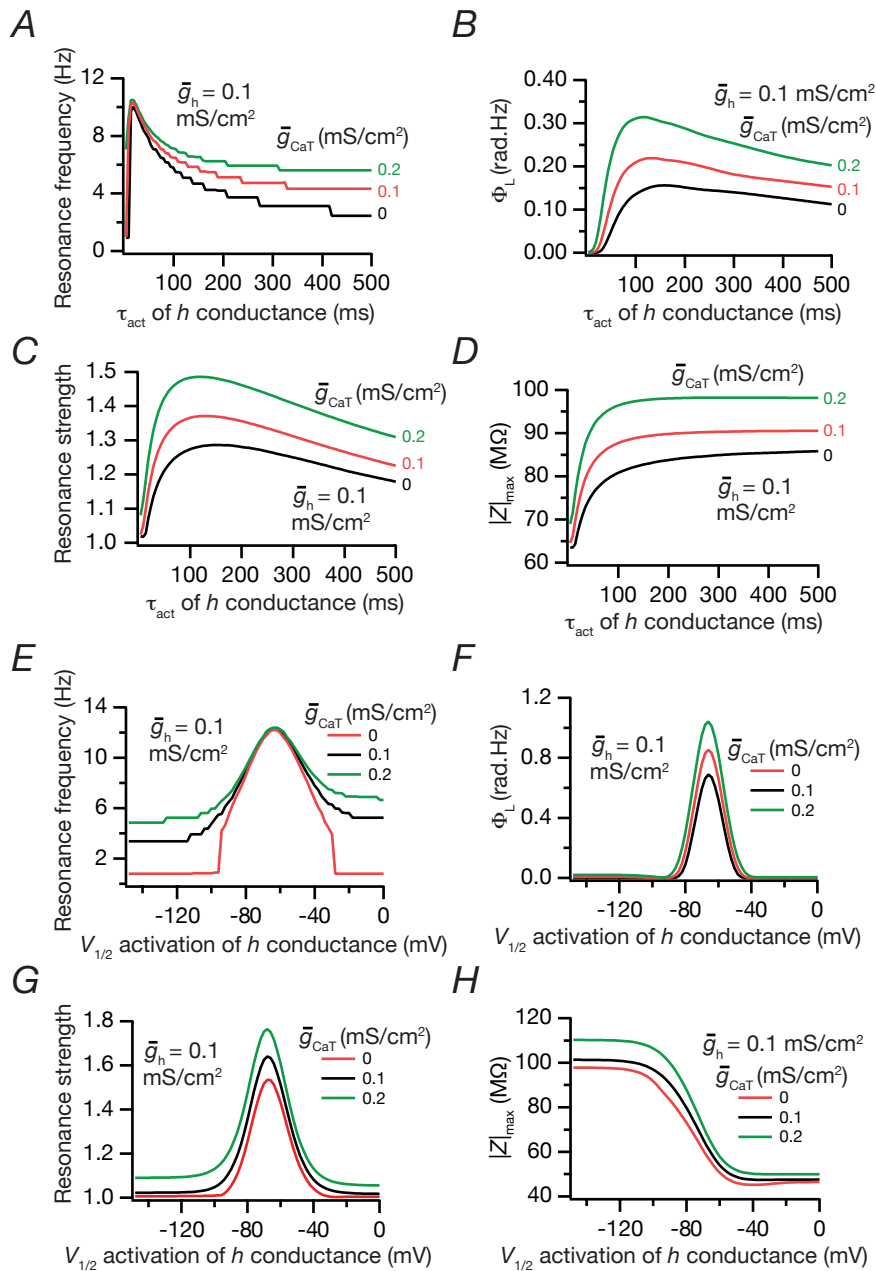 A
Resonance frequency (Hz)
12
8
4
0
ḡh = 0.1
mS/cm²
ḡCaT (mS/cm²)
0.2
0.1
0
100 200 300 400 500
τact of h conductance (ms)
B
ΦL (rad.Hz)
0.40
0.30
0.20
0.10
0.00
ḡh = 0.1 mS/cm²
ḡCaT (mS/cm²)
0.2
0.1
0
100 200 300 400 500
τact of h conductance (ms)
C
Resonance strength
1.5
1.4
1.3
1.2
1.1
1.0
ḡCaT (mS/cm²)
0.2
0.1
0
ḡh = 0.1
mS/cm²
100 200 300 400 500
τact of h conductance (ms)
D
|Z|max (MΩ)
100
90
80
70
60
ḡCaT (mS/cm²)
0.2
0.1
0
ḡh = 0.1
mS/cm²
100 200 300 400 500
τact of h conductance (ms)
E
Resonance frequency (Hz)
14
10
6
2
ḡh = 0.1
mS/cm²
ḡCaT (mS/cm²)
0
0.1
0.2
-120 -80 -40 0
V1/2 activation of h conductance (mV)
F
ΦL (rad.Hz)
1.2
0.8
0.4
0.0
ḡh = 0.1
mS/cm²
ḡCaT (mS/cm²)
0
0.1
0.2
-120 -80 -40 0
V1/2 activation of h conductance (mV)
G
Resonance strength
1.8
1.6
1.4
1.2
1.0
ḡh = 0.1
mS/cm²
ḡCaT (mS/cm²)
0
0.1
0.2
-120 -80 -40 0
V1/2 activation of h conductance (mV)
H
|Z|max (MΩ)
120
100
80
60
40
ḡh = 0.1 mS/cm²
ḡCaT (mS/cm²)
0
0.1
0.2
-120 -80 -40 0
V1/2 activation of h conductance (mV)